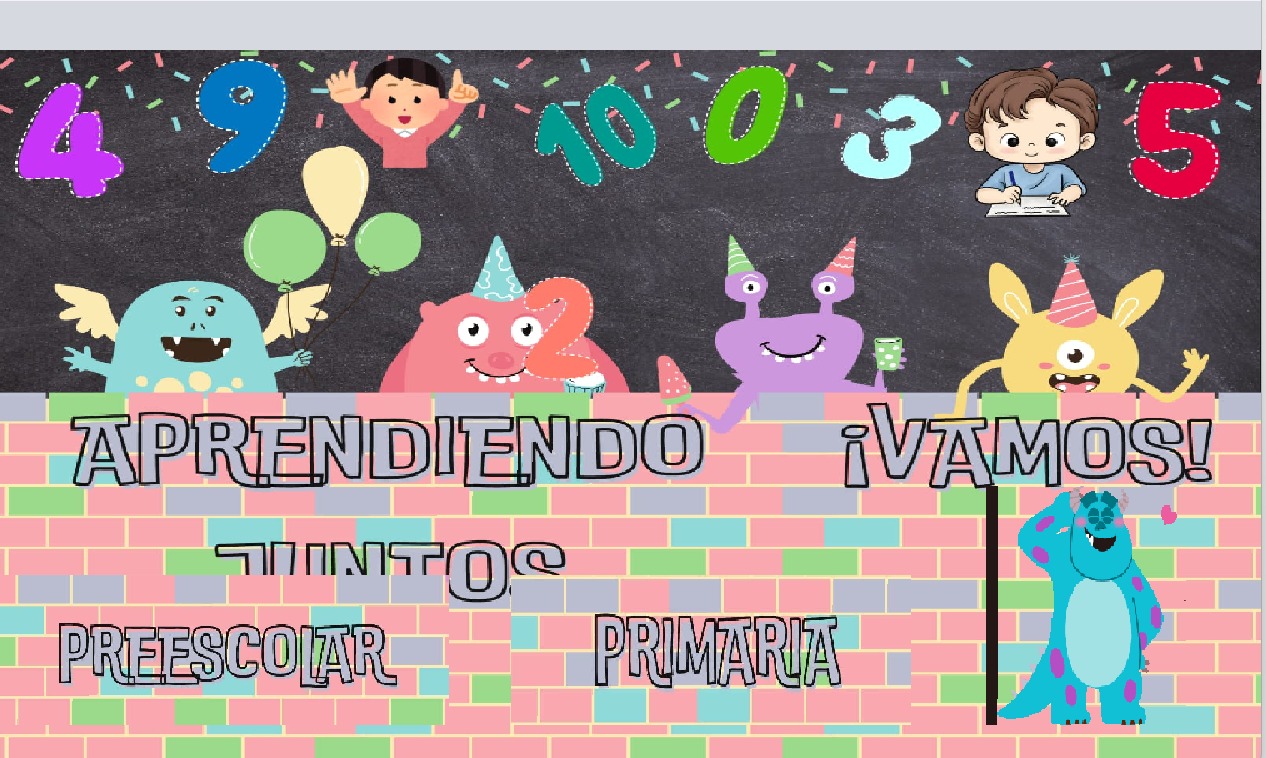 4 9 10 0 3 5
2
APRENDIENDO ¡VAMOS!
JUNTOS
PREESCOLAR PRIMARIA